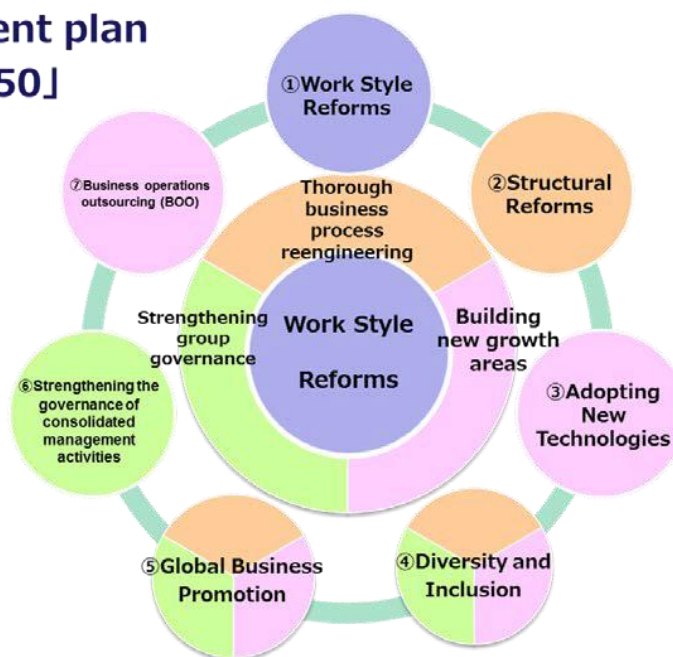 ent plan
50」
①Work Style
Reforms
②Structural
Reforms
③Adopting
New
Technologies
④Diversity and
Inclusion
⑤Global Business
Promotion
⑥Strengthening the
governance of
consolidated
management
activities
⑦Business operations
outsourcing (BOO)
Thorough
business
process
reengineering
Building
new growth
areas
Strengthening
group
governance
Work Style
Reforms